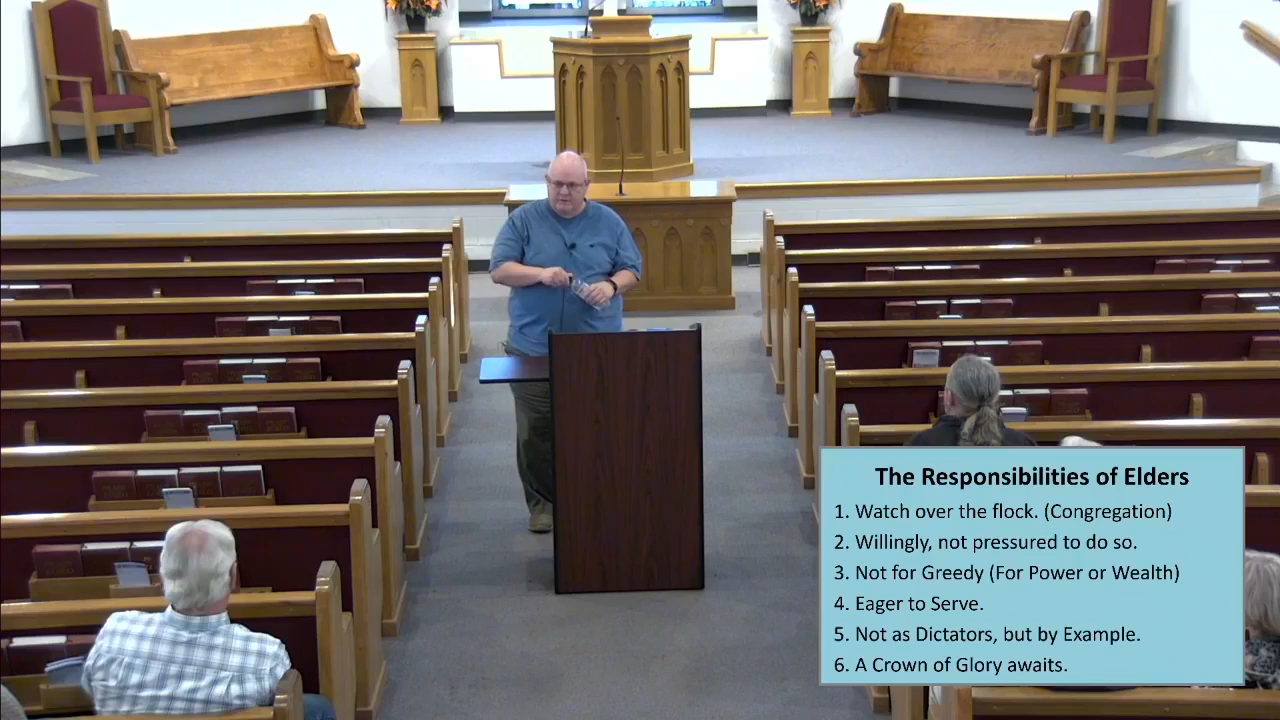 The Responsibilities of Elders
1. Watch over the flock. (Congregation)
2. Willingly, not pressured to do so.
3. Not for Greedy (For Power or Wealth)
4. Eager to Serve.
5. Not as Dictators, but by Example.
6. A Crown of Glory awaits.